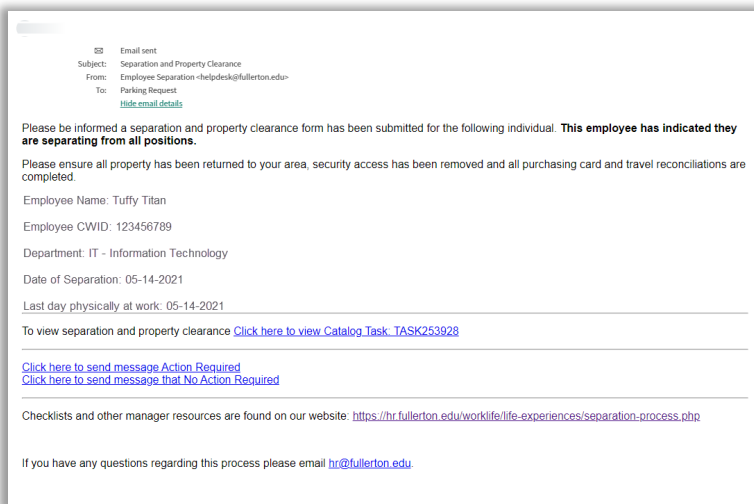 Email sent
Subject: Separation and Property Clearance
From: Employee Separation <helpdesk@fullerton.edu>
To: Parking Request
Hide email details
Please be informed a separation and property clearance form has been submitted for the following individual. This employee has indicated they
are separating from all positions.
Please ensure all property has been returned to your area, security access has been removed and all purchasing card and travel reconciliations are
completed.
Employee Name: Tuffy Titan
Employee CWID: 123456789
Department: IT - Information Technology
Date of Separation: 05-14-2021
Last day physically at work: 05-14-2021
To view separation and property clearance Click here to view Catalog Task: TASK253928
Click here to send message Action Required
Click here to send message that No Action Required
Checklists and other manager resources are found on our website: https://hr.fullerton.edu/worklife/life-experiences/separation-process.php
If you have any questions regarding this process please email hr@fullerton.edu.